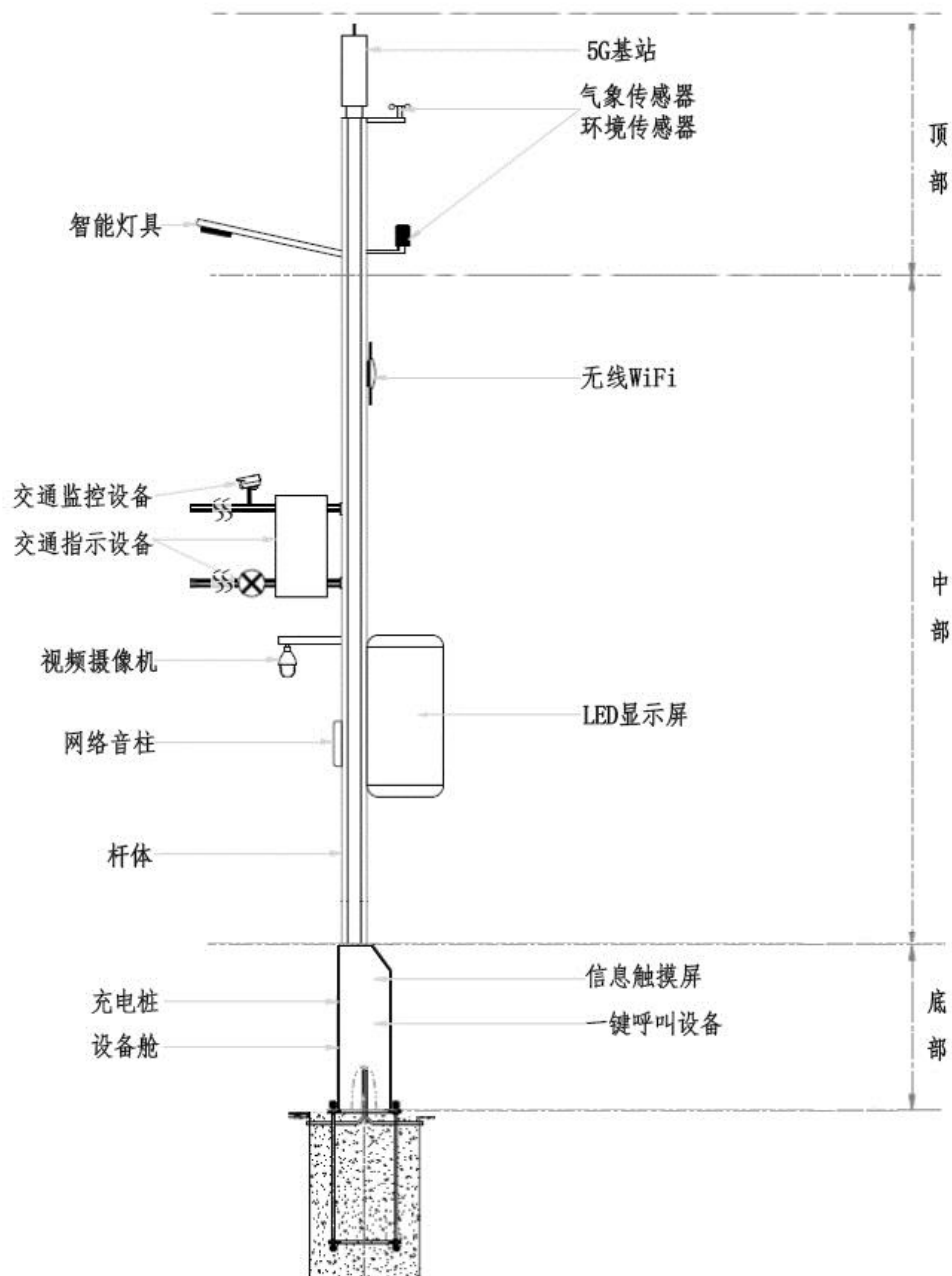 5G基站
气象传感器
环境传感器
顶部
智能灯具
无线WiFi
交通监控设备
交通指示设备
中部
视频摄像机
LED显示屏
网络音柱
杆体
信息触摸屏
充电桩
底部
一键呼叫设备
设备舱